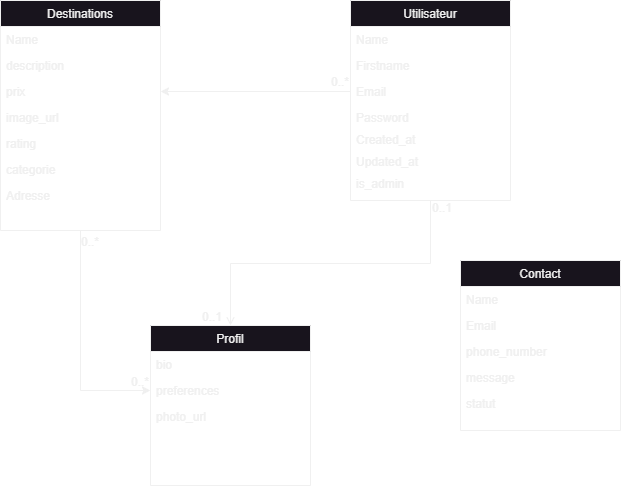 Destinations
Name
description
prix
image_url
rating
categorie
Adresse
0..*
Utilisateur
Name
Firstname
Email
Password
Created_at
Updated_at
is_admin
0..*
0..1
0..1
Profil
bio
preferences
photo_url
0..*
Contact
Name
Email
phone_number
message
statut